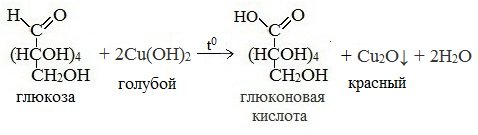 H O HO O
C C
(HCOH)4 + 2Cu(OH)2 t0 (HCOH)4 + Cu2O↓ + 2H2O
CH2OH CH2OH
глюкоза голубой глюконовая красный
кислота